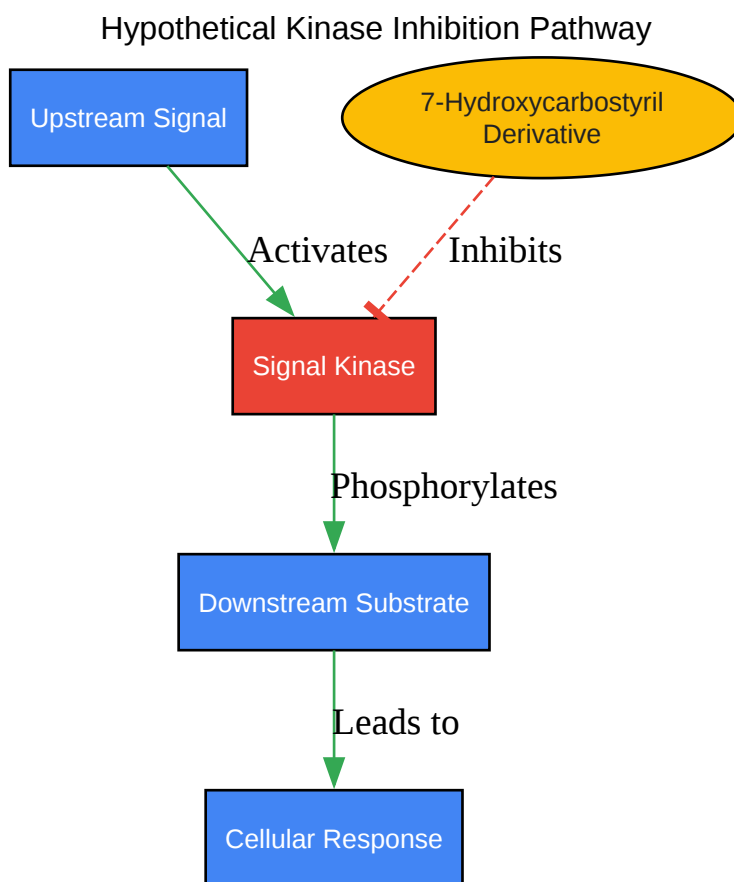 Hypothetical Kinase Inhibition Pathway
Upstream Signal
7-Hydroxycarbostyril
Derivative
Activates
Inhibits
Signal Kinase
Phosphorylates
Downstream Substrate
Leads to
Cellular Response